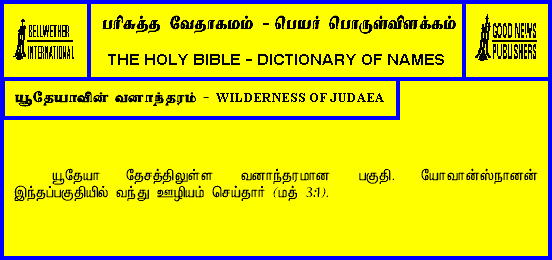 BELLWETHER
INTERNATIONAL
பரிசுத்த வேதாகமம் - பெயர் பொருள்விளக்கம்
THE HOLY BIBLE - DICTIONARY OF NAMES
GOOD NEWS
PUBLISHERS
யூதேயாவின் வனாந்தரம் - WILDERNESS OF JUDAEA
யூதேயா தேசத்திலுள்ள வனாந்தரமான பகுதி. யோவான்ஸ்நானன்
இந்தப்பகுதியில் வந்து ஊழியம் செய்தார் (மத் 3:1).